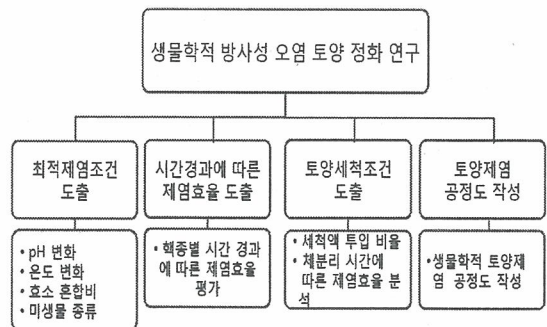 생물학적 방사성 오염 토양 정화 연구
최적제염조건
도출
시간경과에 따른
제염효율 도출
토양세척조건
도출
토양제염
공정도 작성
• pH 변화
• 온도 변화
• 효소 혼합비
• 미생물 종류
• 핵종별 시간 경과
에 따른 제염효율
평가
• 세척액 투입 비율
• 체분리 시간에
따른 제염효율 분
석
• 생물학적 토양제
염 공정도 작성